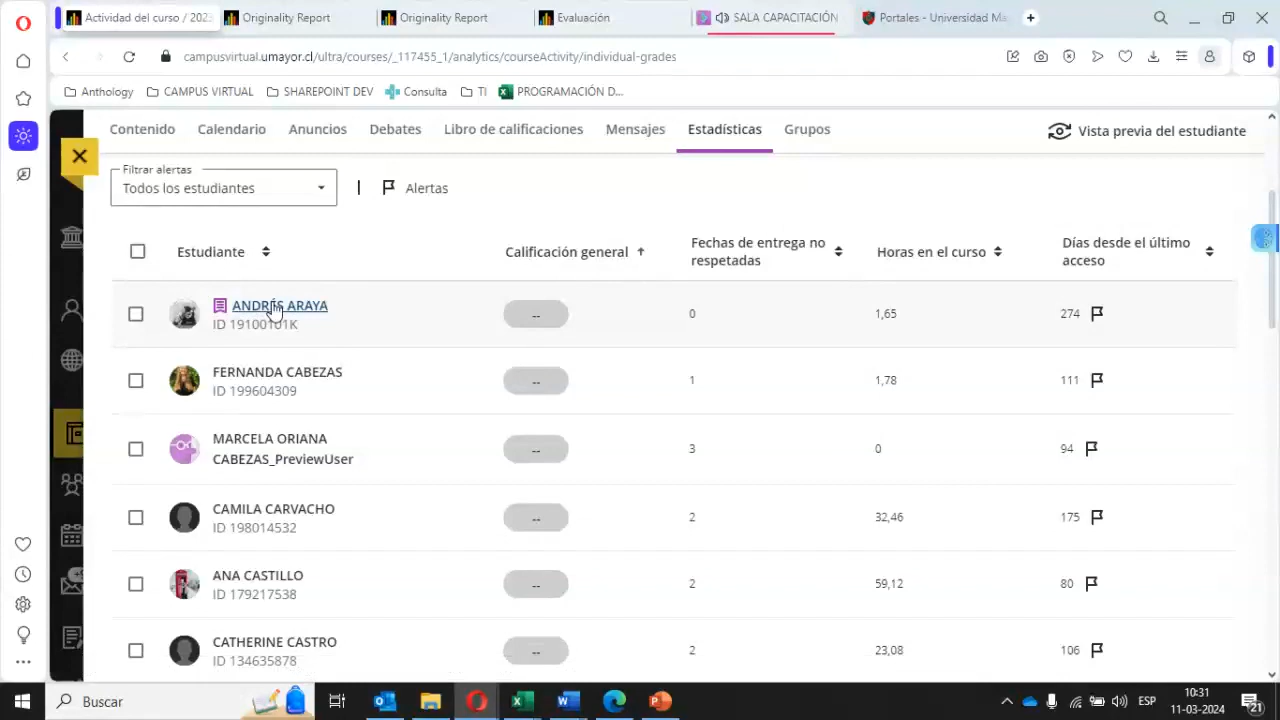 Actividad del curso / 202
Originality Report
Originality Report
Evaluación
SALA CAPACITACIÓN
Portales - Universidad Ma
campusvirtual.umayor.cl/ultra/courses/_117455_1/analytics/courseActivity/individual-grades
Anthology
CAMPUS VIRTUAL
SHAREPOINT DEV
Consulta
TI
PROGRAMACIÓN D...
Contenido
Calendario
Anuncios
Debates
Libro de calificaciones
Mensajes
Estadísticas
Grupos
Vista previa del estudiante
Filtrar alertas
Todos los estudiantes
Alertas
Estudiante
Calificación general
Fechas de entrega no
respetadas
Horas en el curso
Días desde el último
acceso
ANDRÉS ARAYA
ID 19100101K
--
0
1,65
274
FERNANDA CABEZAS
ID 199604309
--
1
1,78
111
MARCELA ORIANA
CABEZAS_PreviewUser
--
3
0
94
CAMILA CARVACHO
ID 198014532
--
2
32,46
175
ANA CASTILLO
ID 179217538
--
2
59,12
80
CATHERINE CASTRO
ID 134635878
--
2
23,08
106
Buscar
ESP
10:31
11-03-2024
21